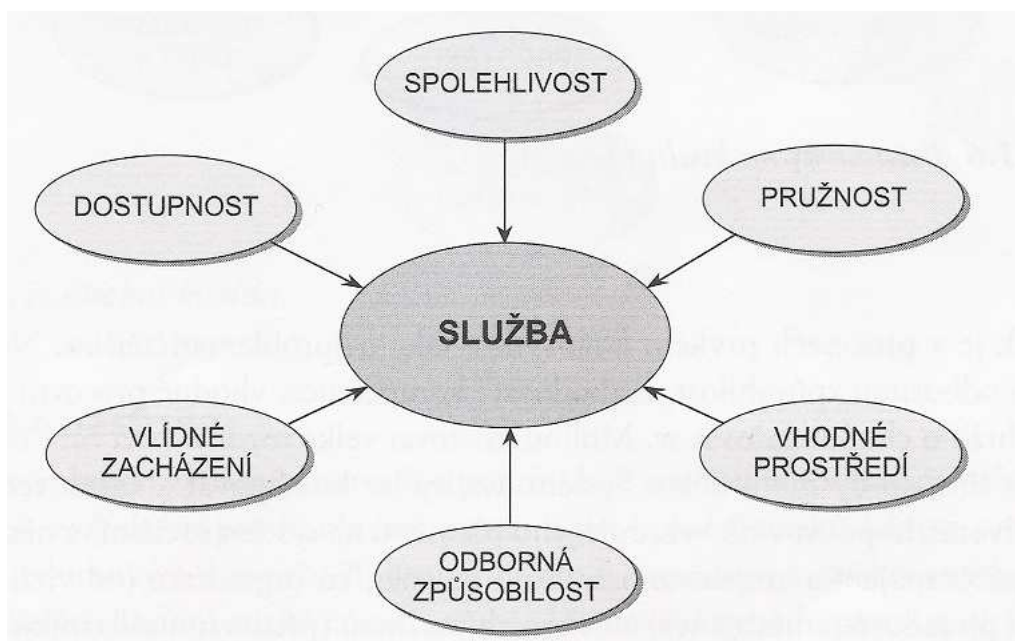 SPOLEHLIVOST
DOSTUPNOST
PRUŽNOST
SLUŽBA
VLÍDNÉ
ZACHÁZENÍ
VHODNÉ
PROSTŘEDÍ
ODBORNÁ
ZPŮSOBILOST